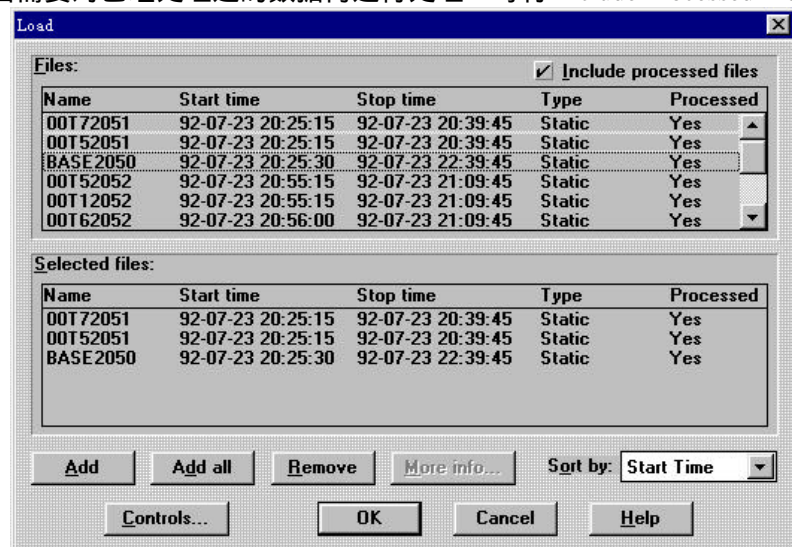 Load
Files:
Include processed files
Name Start time Stop time Type Processed
00T72051 92-07-23 20:25:15 92-07-23 20:39:45 Static Yes
00T52051 92-07-23 20:25:15 92-07-23 20:39:45 Static Yes
BASE2050 92-07-23 20:25:30 92-07-23 22:39:45 Static Yes
00T52052 92-07-23 20:55:15 92-07-23 21:09:45 Static Yes
00T12052 92-07-23 20:55:15 92-07-23 21:09:45 Static Yes
00T62052 92-07-23 20:56:00 92-07-23 21:09:45 Static Yes
Selected files:
Name Start time Stop time Type Processed
00T72051 92-07-23 20:25:15 92-07-23 20:39:45 Static Yes
00T52051 92-07-23 20:25:15 92-07-23 20:39:45 Static Yes
BASE2050 92-07-23 20:25:30 92-07-23 22:39:45 Static Yes
Add Add all Remove More info... Sort by: Start Time
Controls... OK Cancel Help